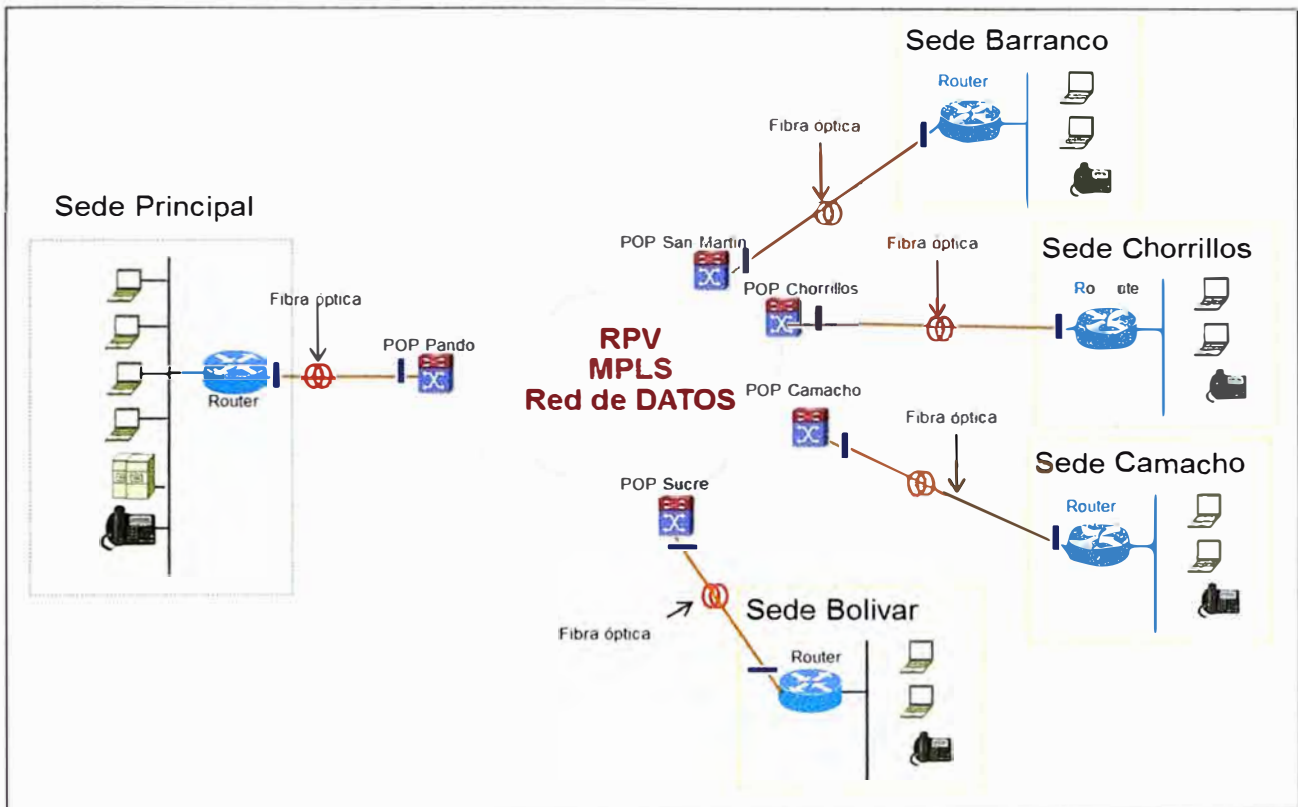 Sede Principal
Fibra óptica
Router
POP Pando
RPV
MPLS
Red de DATOS
Sede Barranco
Router
Fibra óptica
POP San Martin
Sede Chorrillos
Fibra óptica
POP Chorrillos
Sede Camacho
Router
POP Camacho
Fibra óptica
POP Sucre
Fibra óptica
Sede Bolivar
Router